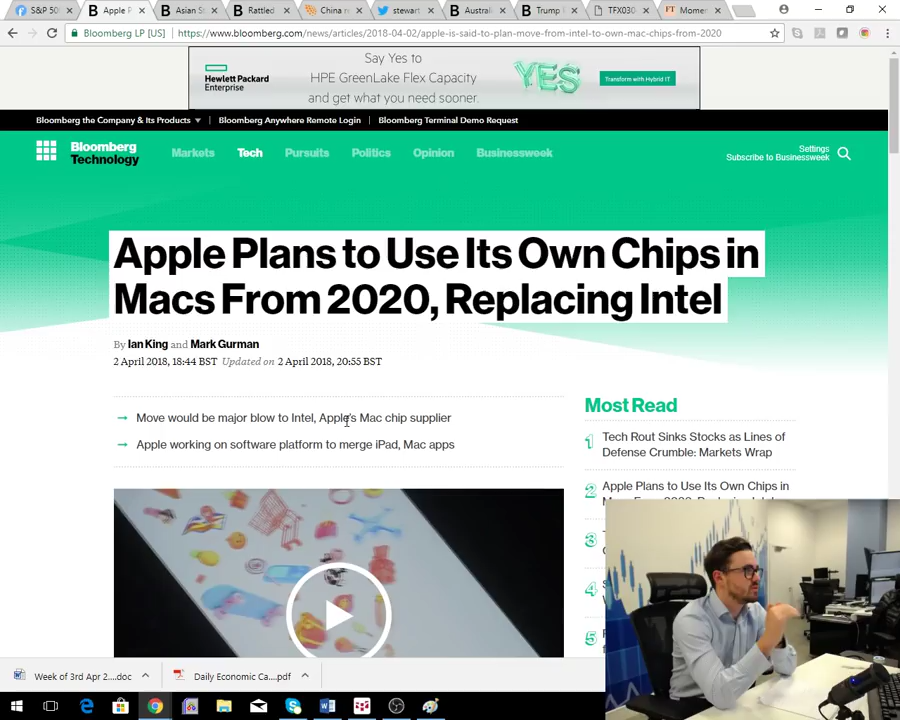 S&P 50
Apple P
Asian S
Rattled
China r
stewart
Austral
Trump
TFX030
FT Momer
Bloomberg LP [US] https://www.bloomberg.com/news/articles/2018-04-02/apple-is-said-to-plan-move-from-intel-to-own-mac-chips-from-2020
Hewlett Packard
Enterprise
Say Yes to
HPE GreenLake Flex Capacity
and get what you need sooner.
YES
Transform with Hybrid IT
Bloomberg the Company & Its Products
Bloomberg Anywhere Remote Login
Bloomberg Terminal Demo Request
Bloomberg
Technology
Markets
Tech
Pursuits
Politics
Opinion
Businessweek
Settings
Subscribe to Businessweek
Apple Plans to Use Its Own Chips in
Macs From 2020, Replacing Intel
By Ian King and Mark Gurman
2 April 2018, 18:44 BST Updated on 2 April 2018, 20:55 BST
Move would be major blow to Intel, Apple's Mac chip supplier
Apple working on software platform to merge iPad, Mac apps
Most Read
1 Tech Rout Sinks Stocks as Lines of
Defense Crumble: Markets Wrap
2 Apple Plans to Use Its Own Chips in
3
4
5
Week of 3rd Apr 2....doc
Daily Economic Ca....pdf